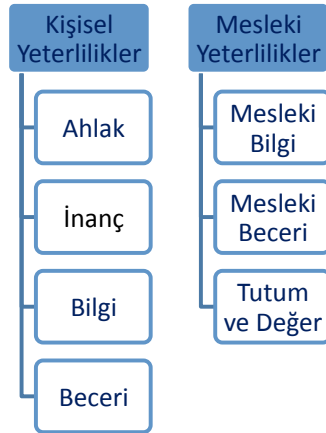 Kişisel
Yeterlilikler
Ahlak
İnanç
Bilgi
Beceri
Mesleki
Yeterlilikler
Mesleki
Bilgi
Mesleki
Beceri
Tutum
ve Değer